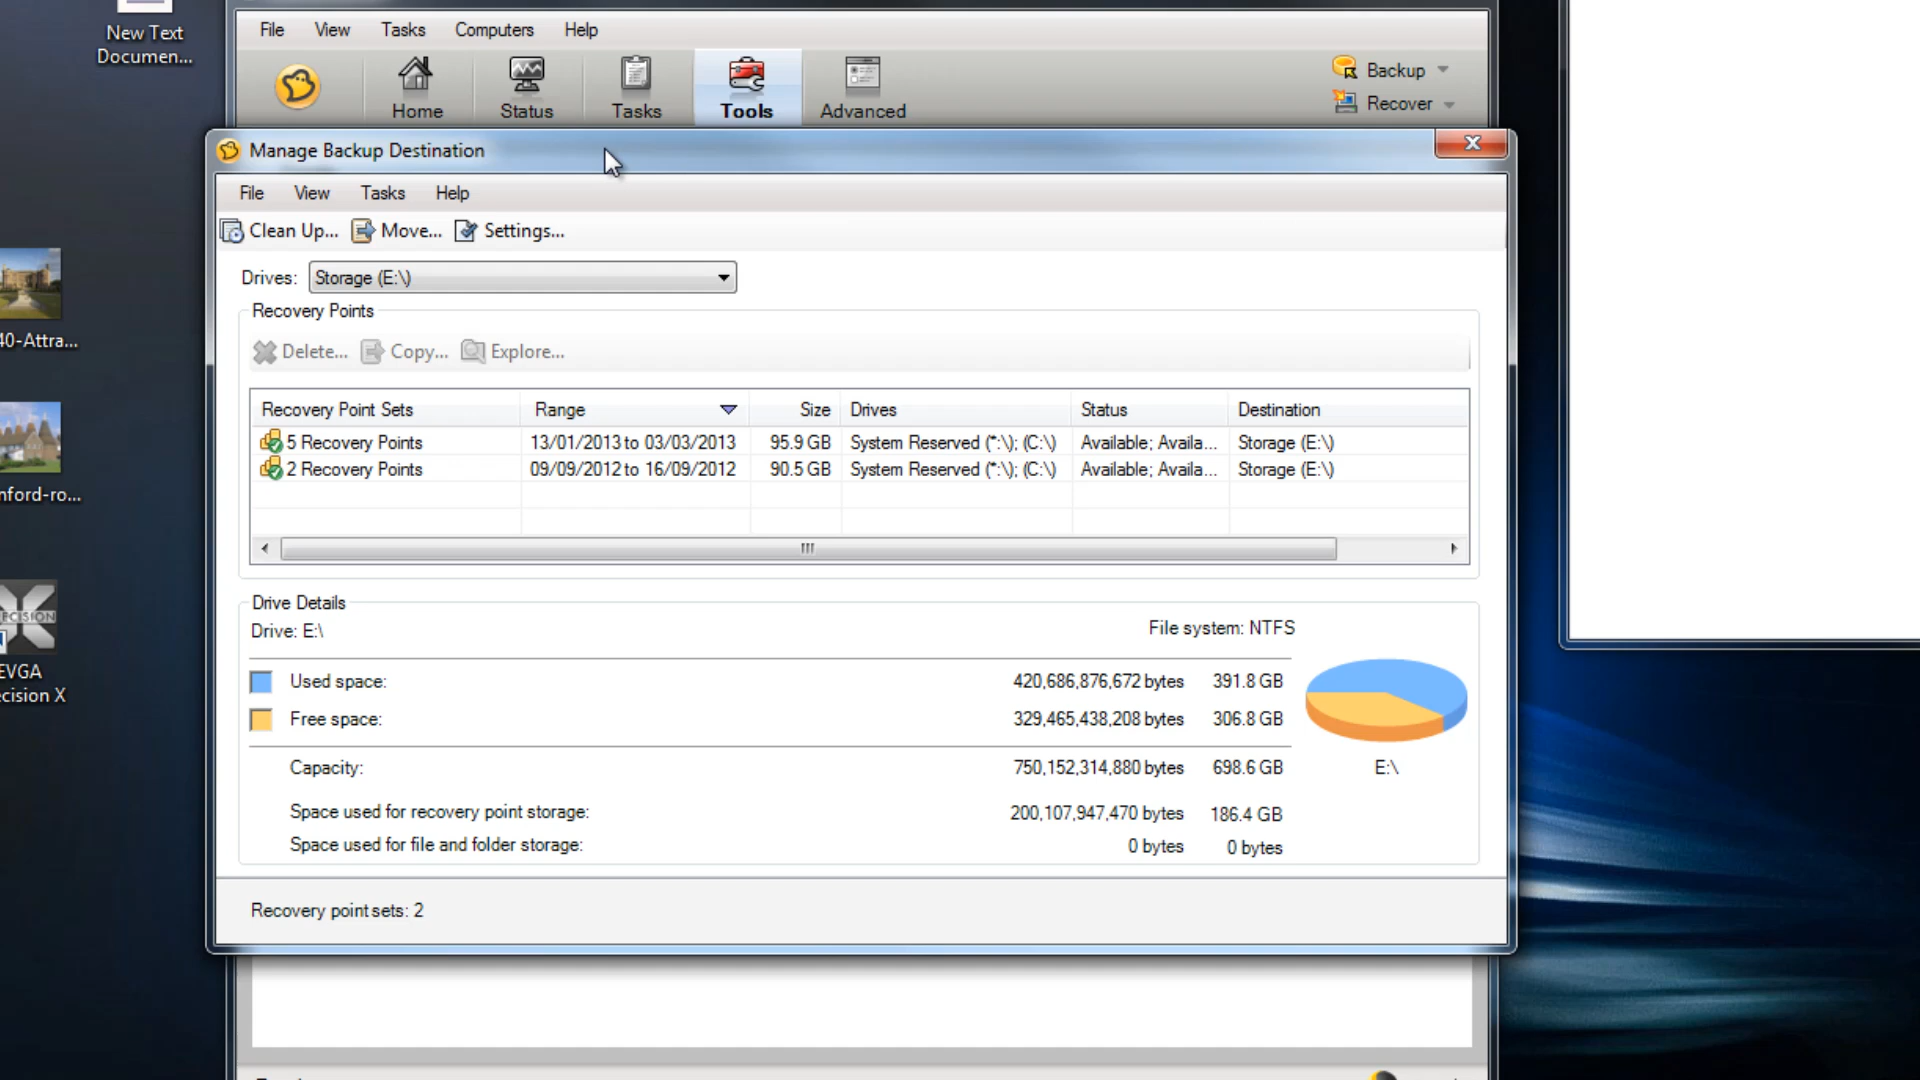 New Text
Documen...
File View Tasks Computers Help
Home Status Tasks Tools Advanced
Backup
Recover
Manage Backup Destination
File View Tasks Help
Clean Up... Move... Settings...
Drives: Storage (E:\)
Recovery Points
Delete... Copy... Explore...
Recovery Point Sets Range Size Drives Status Destination
5 Recovery Points 13/01/2013 to 03/03/2013 95.9 GB System Reserved (*:\); (C:\) Available; Availa... Storage (E:\)
2 Recovery Points 09/09/2012 to 16/09/2012 90.5 GB System Reserved (*:\); (C:\) Available; Availa... Storage (E:\)
Drive Details
Drive: E:\
File system: NTFS
Used space: 420,686,876,672 bytes 391.8 GB
Free space: 329,465,438,208 bytes 306.8 GB
Capacity: 750,152,314,880 bytes 698.6 GB
E:\
Space used for recovery point storage: 200,107,947,470 bytes 186.4 GB
Space used for file and folder storage: 0 bytes 0 bytes
Recovery point sets: 2
40-Attra...
nford-ro...
ECISION
EVGA
ecision X